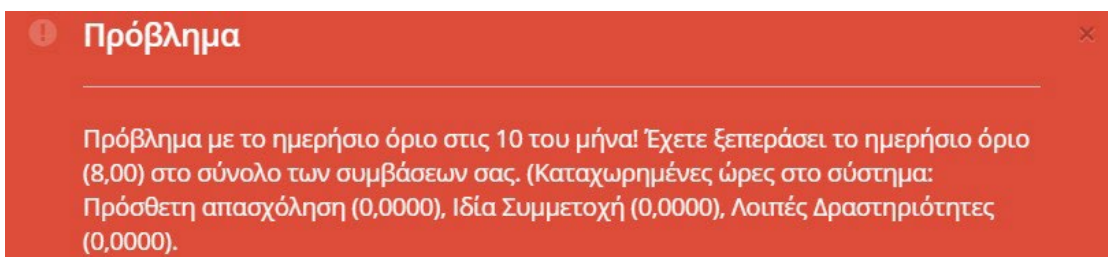 Πρόβλημα
Πρόβλημα με το ημερήσιο όριο στις 10 του μήνα! Έχετε ξεπεράσει το ημερήσιο όριο
(8,00) στο σύνολο των συμβάσεων σας. (Καταχωρημένες ώρες στο σύστημα:
Πρόσθετη απασχόληση (0,0000), Ιδία Συμμετοχή (0,0000), Λοιπές Δραστηριότητες
(0,0000).